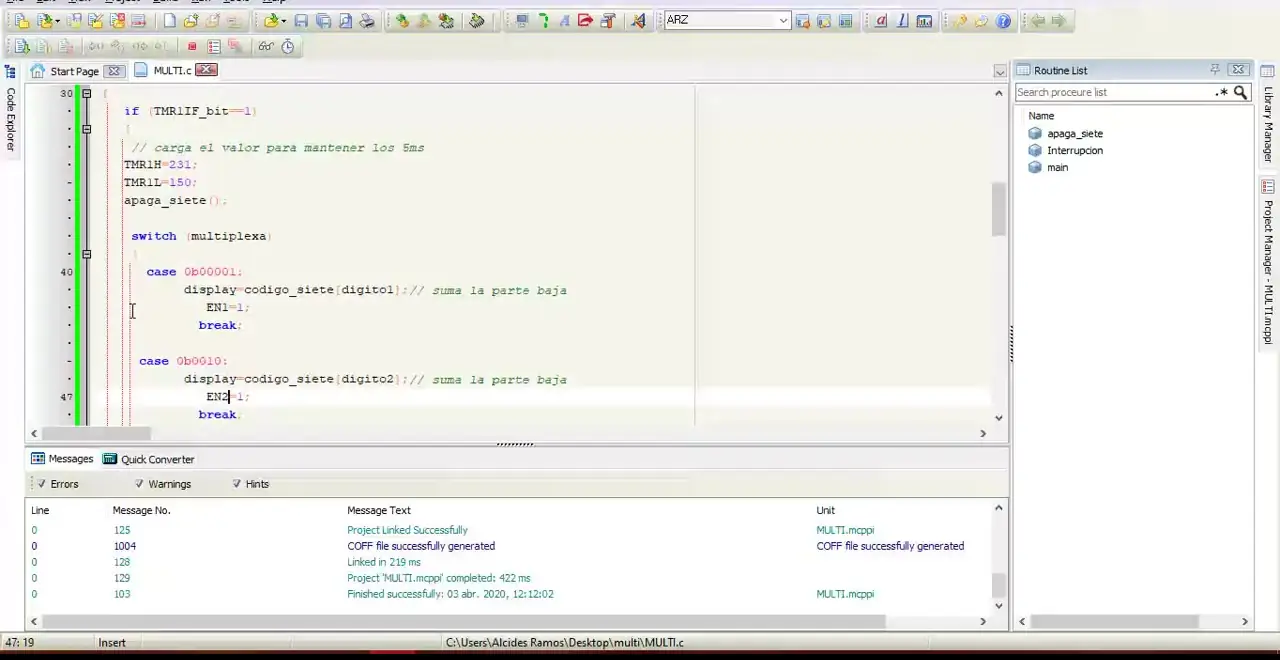 ARZ
Start Page
MULTI.c
Routine List
Search proceure list
.*
Name
apaga_siete
Interrupcion
main
Code Explorer
Library Manager
Project Manager - MULTI.mcppi
30 {
if (TMR1IF_bit==1)
{
// carga el valor para mantener los 5ms
TMR1H=231;
TMR1L=150;
apaga_siete();
switch (multiplexa)
{
40 case 0b00001:
display=codigo_siete[digito1];// suma la parte baja
EN1=1;
break;
case 0b0010:
display=codigo_siete[digito2];// suma la parte baja
47 EN2=1;
break;
Messages Quick Converter
Errors Warnings Hints
Line Message No. Message Text Unit
0 125 Project Linked Successfully MULTI.mcppi
0 1004 COFF file successfully generated COFF file successfully generated
0 128 Linked in 219 ms
0 129 Project 'MULTI.mcppi' completed: 422 ms
0 103 Finished successfully: 03 abr. 2020, 12:12:02 MULTI.mcppi
47: 19 Insert C:\Users\Alcides Ramos\Desktop\multi\MULTI.c